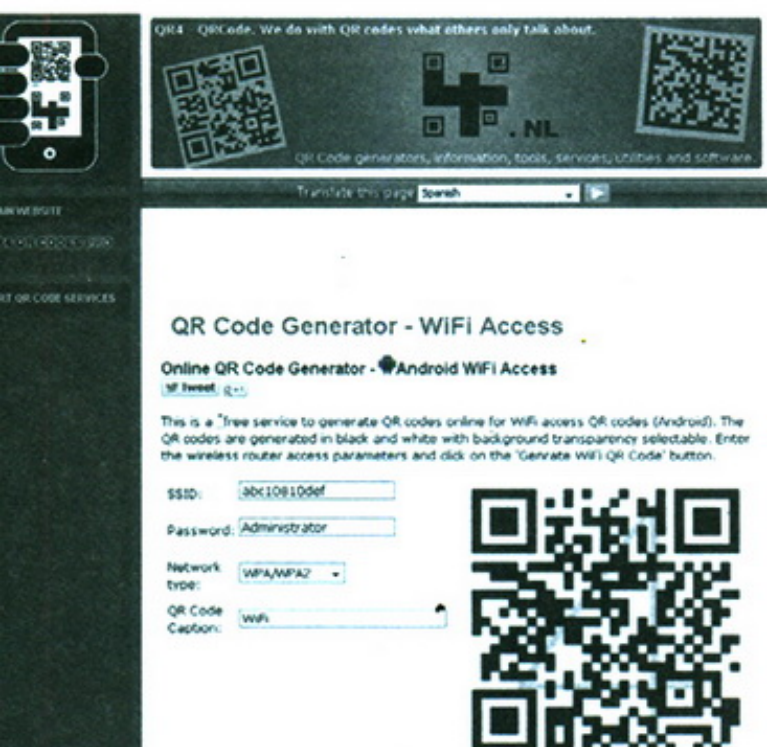 QR4 - QRCode. We do with QR codes what others only talk about.
.NL
QR Code generators, information, tools, services, utilities and software.
Translate this page Spanish
WEBSITE
QR CODE SERVICES
QR Code Generator - WiFi Access
Online QR Code Generator - Android WiFi Access
Tweet
This is a free service to generate QR codes online for WiFi access QR codes (Android). The
QR codes are generated in black and white with background transparency selectable. Enter
the wireless router access parameters and click on the 'Genrate WiFi QR Code' button.
SSID: abc10810def
Password: Administrator
Network
type: WPA/WPA2
QR Code
Caption: WiFi